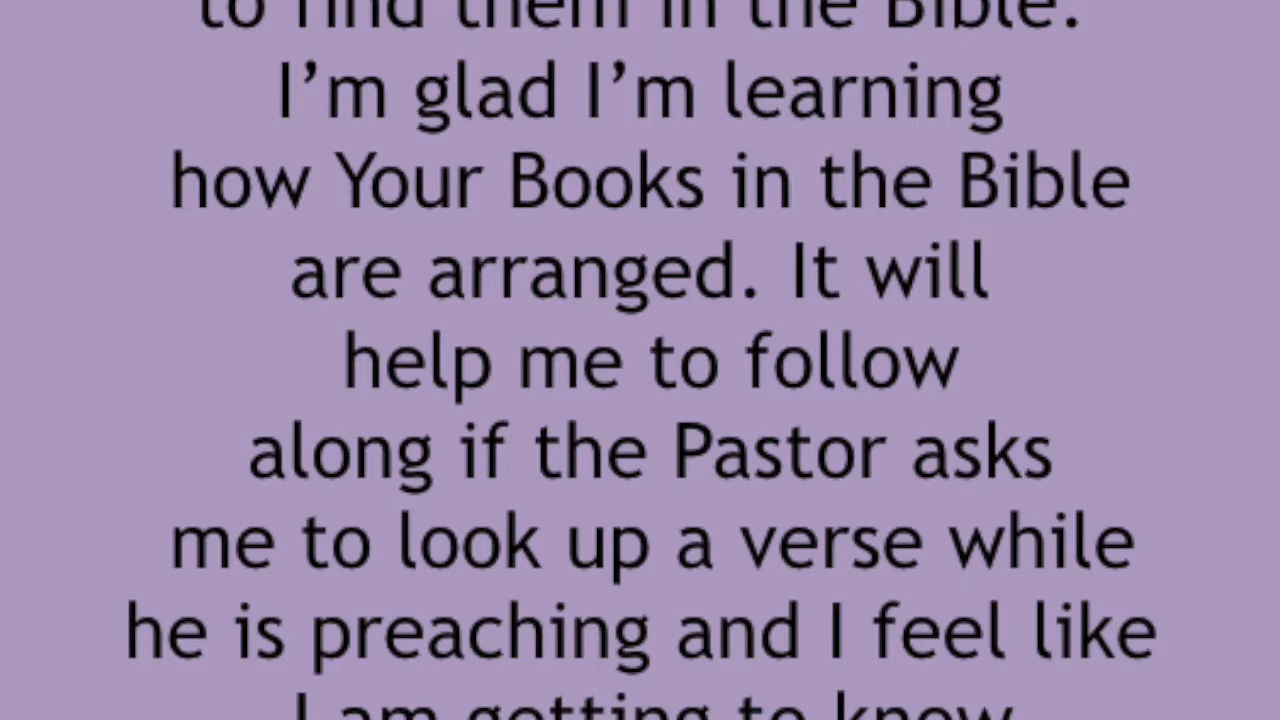 to find them in the Bible.
I’m glad I’m learning
how Your Books in the Bible
are arranged. It will
help me to follow
along if the Pastor asks
me to look up a verse while
he is preaching and I feel like
I am getting to know